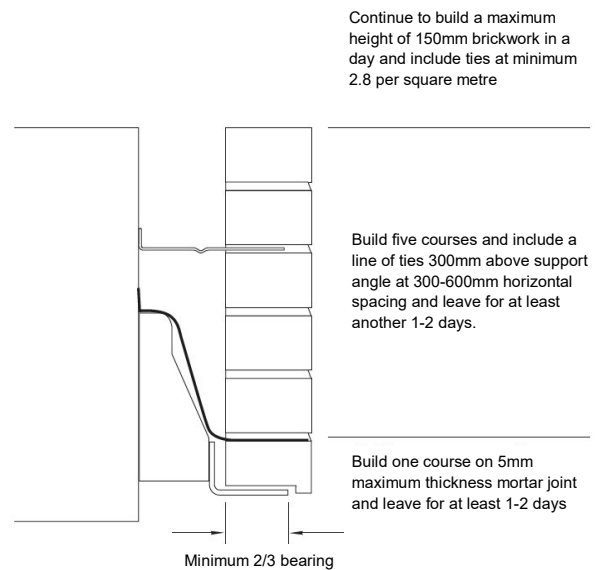 Continue to build a maximum
height of 150mm brickwork in a
day and include ties at minimum
2.8 per square metre
Build five courses and include a
line of ties 300mm above support
angle at 300-600mm horizontal
spacing and leave for at least
another 1-2 days.
Build one course on 5mm
maximum thickness mortar joint
and leave for at least 1-2 days
Minimum 2/3 bearing